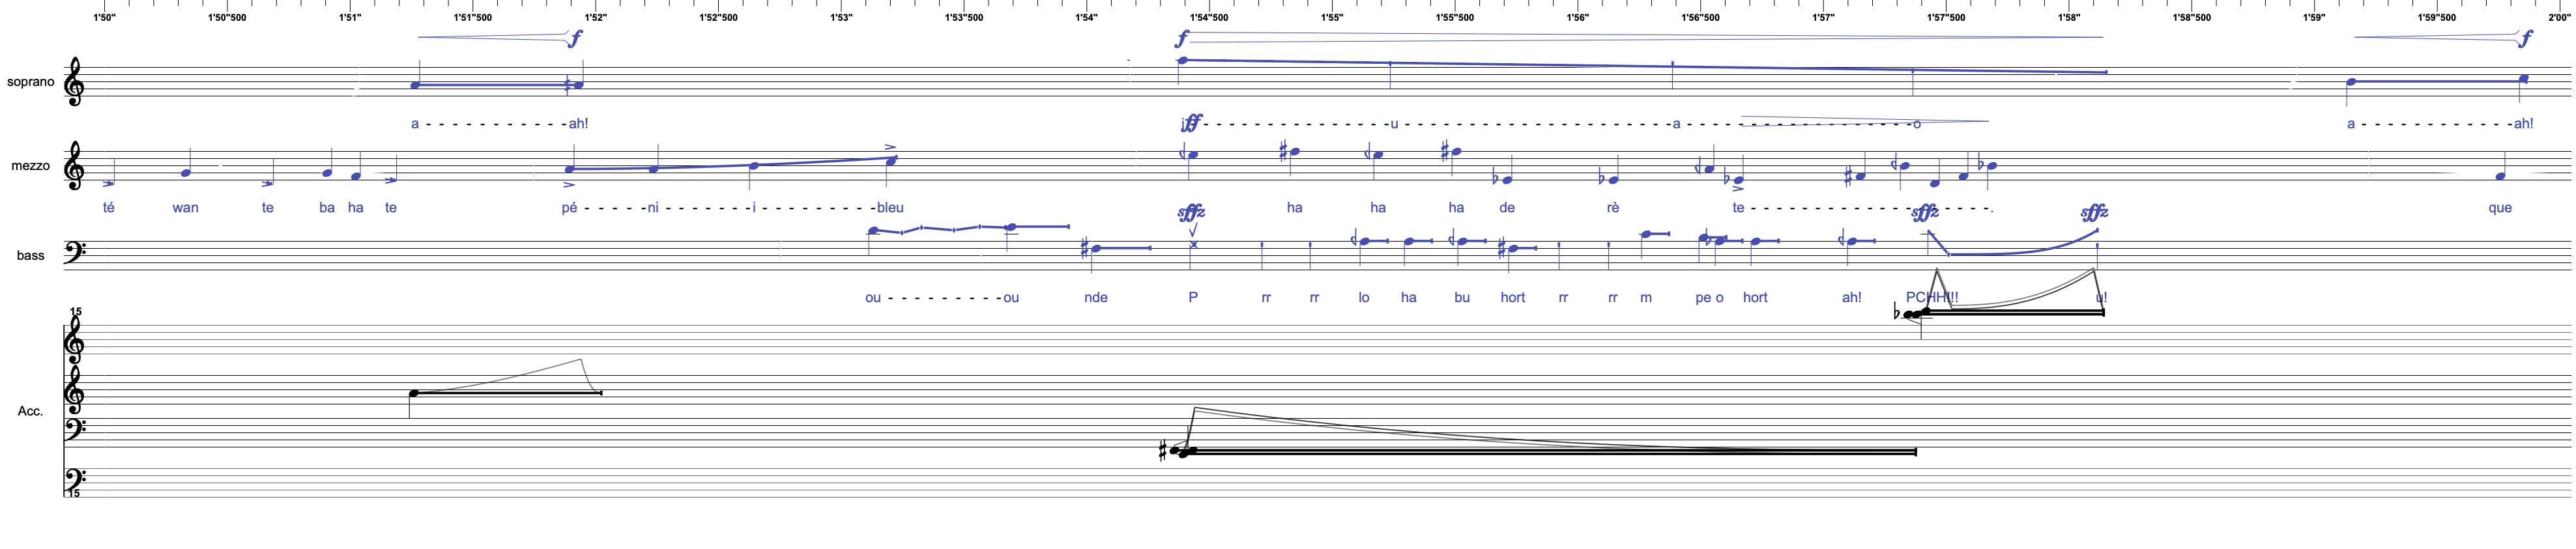 1'50" 1'50"500 1'51" 1'51"500 1'52" 1'52"500 1'53" 1'53"500 1'54" 1'54"500 1'55" 1'55"500 1'56" 1'56"500 1'57" 1'57"500 1'58" 1'58"500 1'59" 1'59"500 2'00"
f f f
soprano
a - - - - - - - - - - - ah! - - - - - - - - - - - - - - - u - - - - - - - - - - - - - - - - - - - - - - - a - - - - - - - - - - - - - - - - - - - o a - - - - - - - - - - - - ah!
ff
mezzo
té wan te ba ha te pé - - - - - ni - - - - - - - i - - - - - - - - - bleu ha ha ha de rè te - - - - - - - - - - - - - - - - - - . que
sffz sffz sffz
bass
ou - - - - - - - - ou nde P rr rr lo ha bu hort rr rr m pe o hort ah! PCHH!!! u!
15
Acc.
15